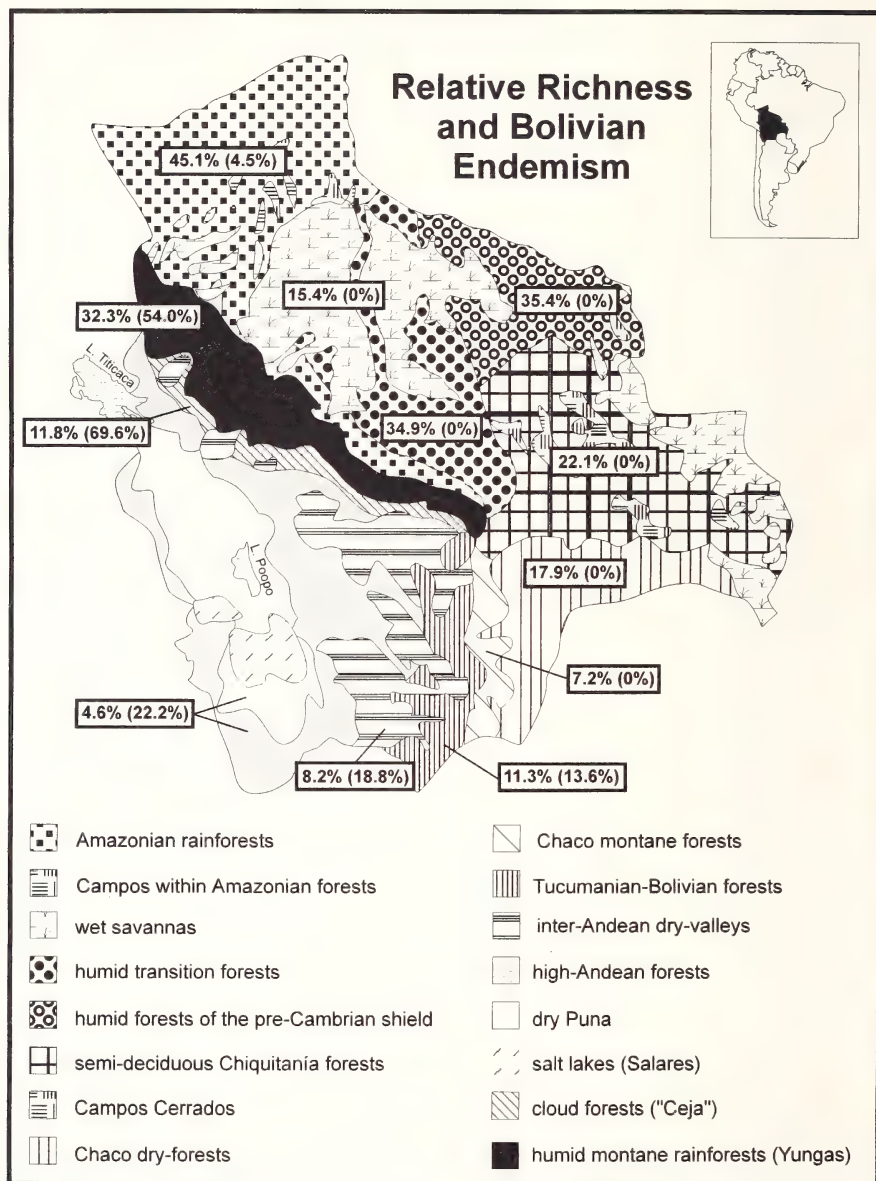 Relative Richness
and Bolivian
Endemism
45.1% (4.5%)
15.4% (0%)
35.4% (0%)
32.3% (54.0%)
L. Titicaca
11.8% (69.6%)
34.9% (0%)
22.1% (0%)
17.9% (0%)
L. Poopo
7.2% (0%)
4.6% (22.2%)
8.2% (18.8%)
11.3% (13.6%)
Amazonian rainforests
Campos within Amazonian forests
wet savannas
humid transition forests
humid forests of the pre-Cambrian shield
semi-deciduous Chiquitanía forests
Campos Cerrados
Chaco dry-forests
Chaco montane forests
Tucumanian-Bolivian forests
inter-Andean dry-valleys
high-Andean forests
dry Puna
salt lakes (Salares)
cloud forests ("Ceja")
humid montane rainforests (Yungas)